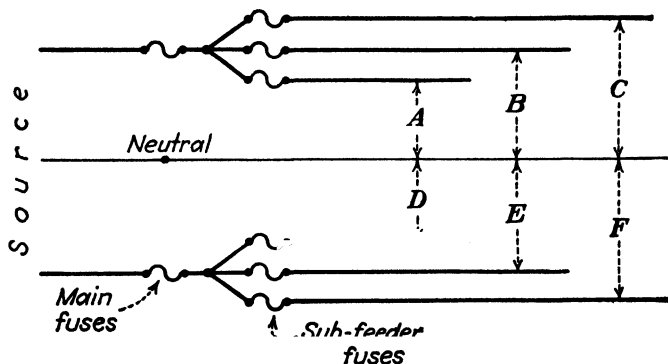 C
B
A
Neutral
Source
D
E
F
Main
fuses
Sub-feeder
fuses